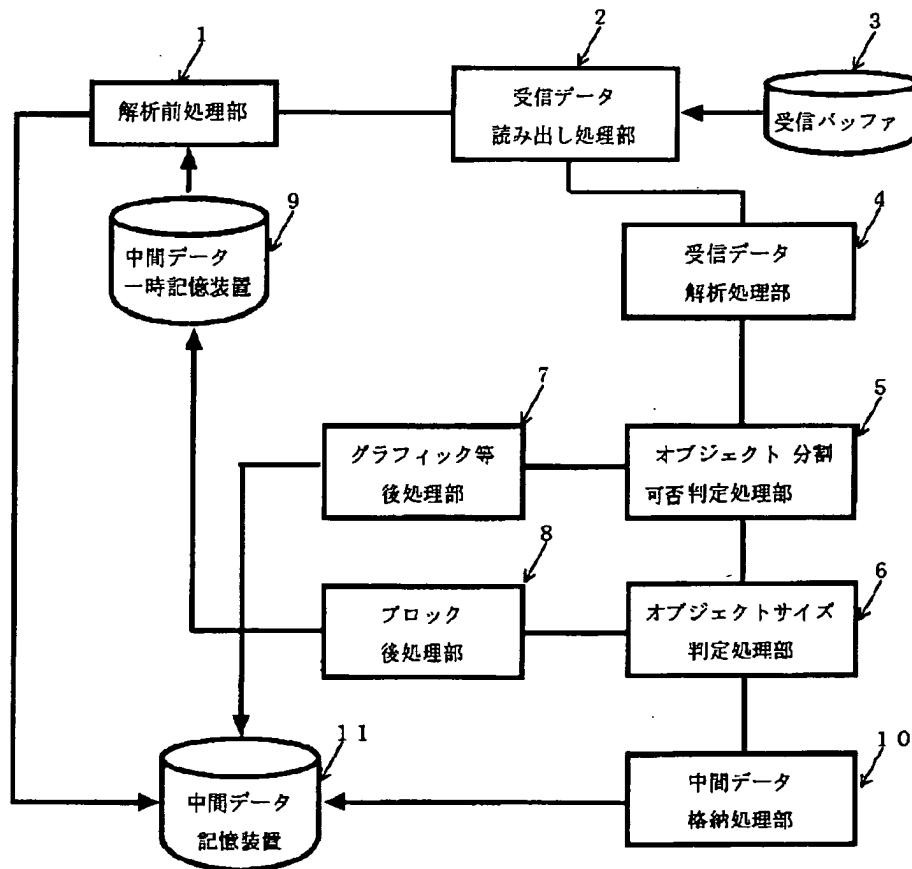 1
解析前処理部
2
受信データ
読み出し処理部
3
受信バッファ
9
中間データ
一時記憶装置
4
受信データ
解析処理部
7
グラフィック等
後処理部
5
オブジェクト 分割
可否判定処理部
8
ブロック
後処理部
6
オブジェクトサイズ
判定処理部
11
中間データ
記憶装置
10
中間データ
格納処理部